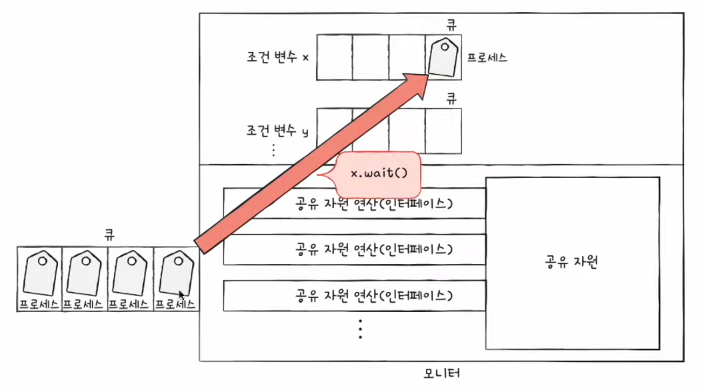 큐
조건 변수 x
프로세스
큐
조건 변수 y
x.wait()
공유 자원 연산(인터페이스)
큐
공유 자원 연산(인터페이스)
공유 자원
프로세스 프로세스 프로세스 프로세스
공유 자원 연산(인터페이스)
모니터